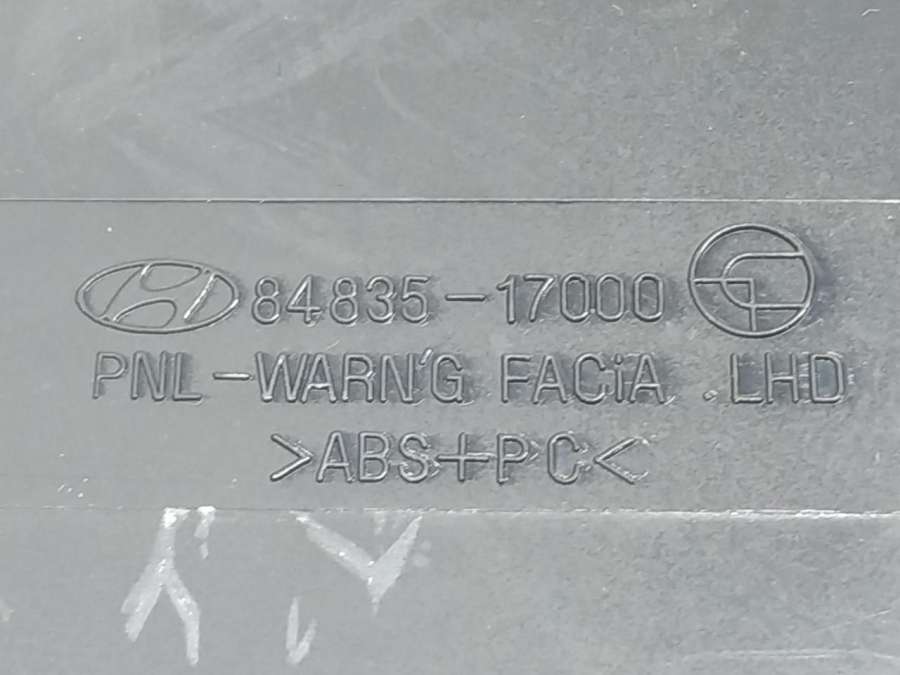 84835-17000
PNL-WARN'G FACiA .LHD
>ABS+PC<